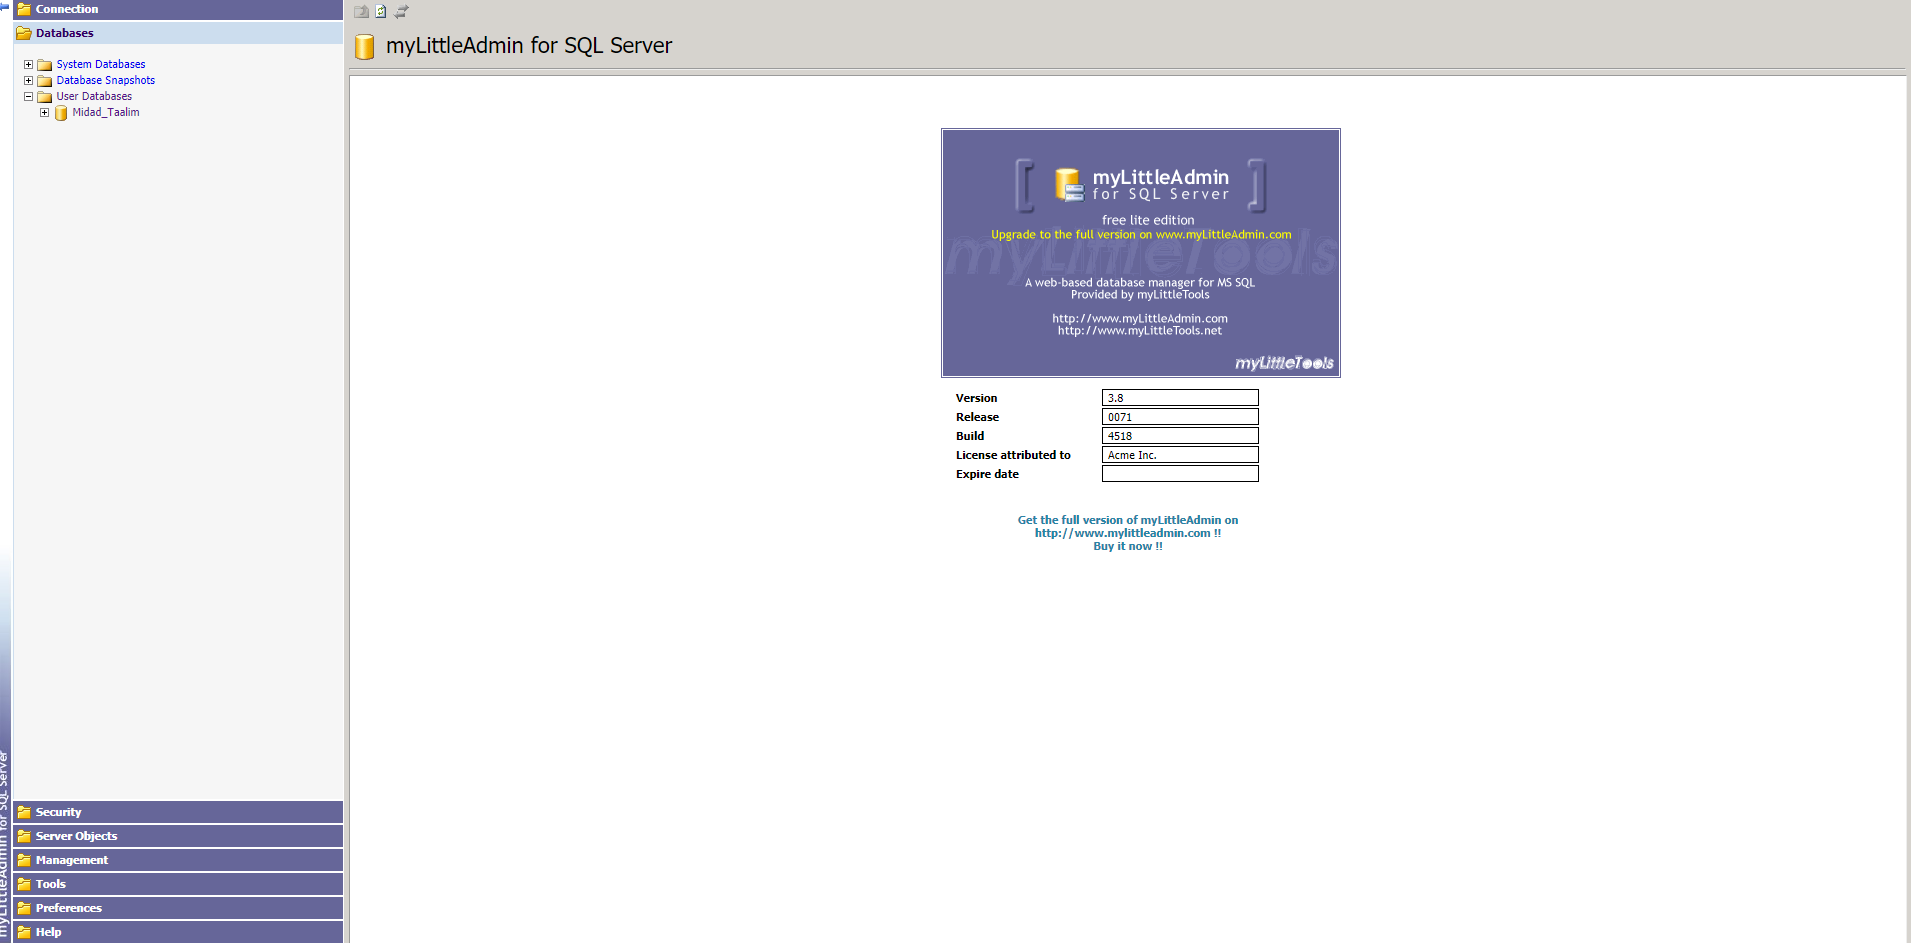 Connection
Databases
System Databases
Database Snapshots
User Databases
Midad_Taalim
Security
Server Objects
Management
Tools
Preferences
Help
myLittleAdmin for SQL Server
myLittleAdmin for SQL Server
myLittleAdmin
for SQL Server
free lite edition
Upgrade to the full version on www.myLittleAdmin.com
myLittleTools
A web-based database manager for MS SQL
Provided by myLittleTools
http://www.myLittleAdmin.com
http://www.myLittleTools.net
myLittleTools
Version 3.8
Release 0071
Build 4518
License attributed to Acme Inc.
Expire date
Get the full version of myLittleAdmin on
http://www.mylittleadmin.com !!
Buy it now !!